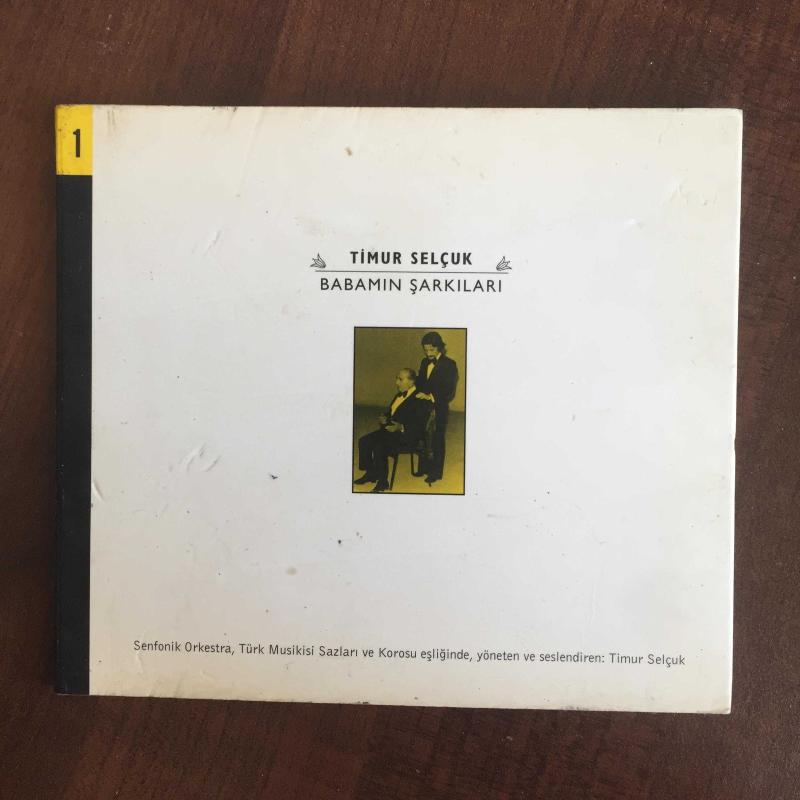 1
TİMUR SELÇUK
BABAMIN ŞARKILARI
Senfonik Orkestra, Türk Musikisi Sazları ve Korosu eşliğinde, yöneten ve seslendiren: Timur Selçuk